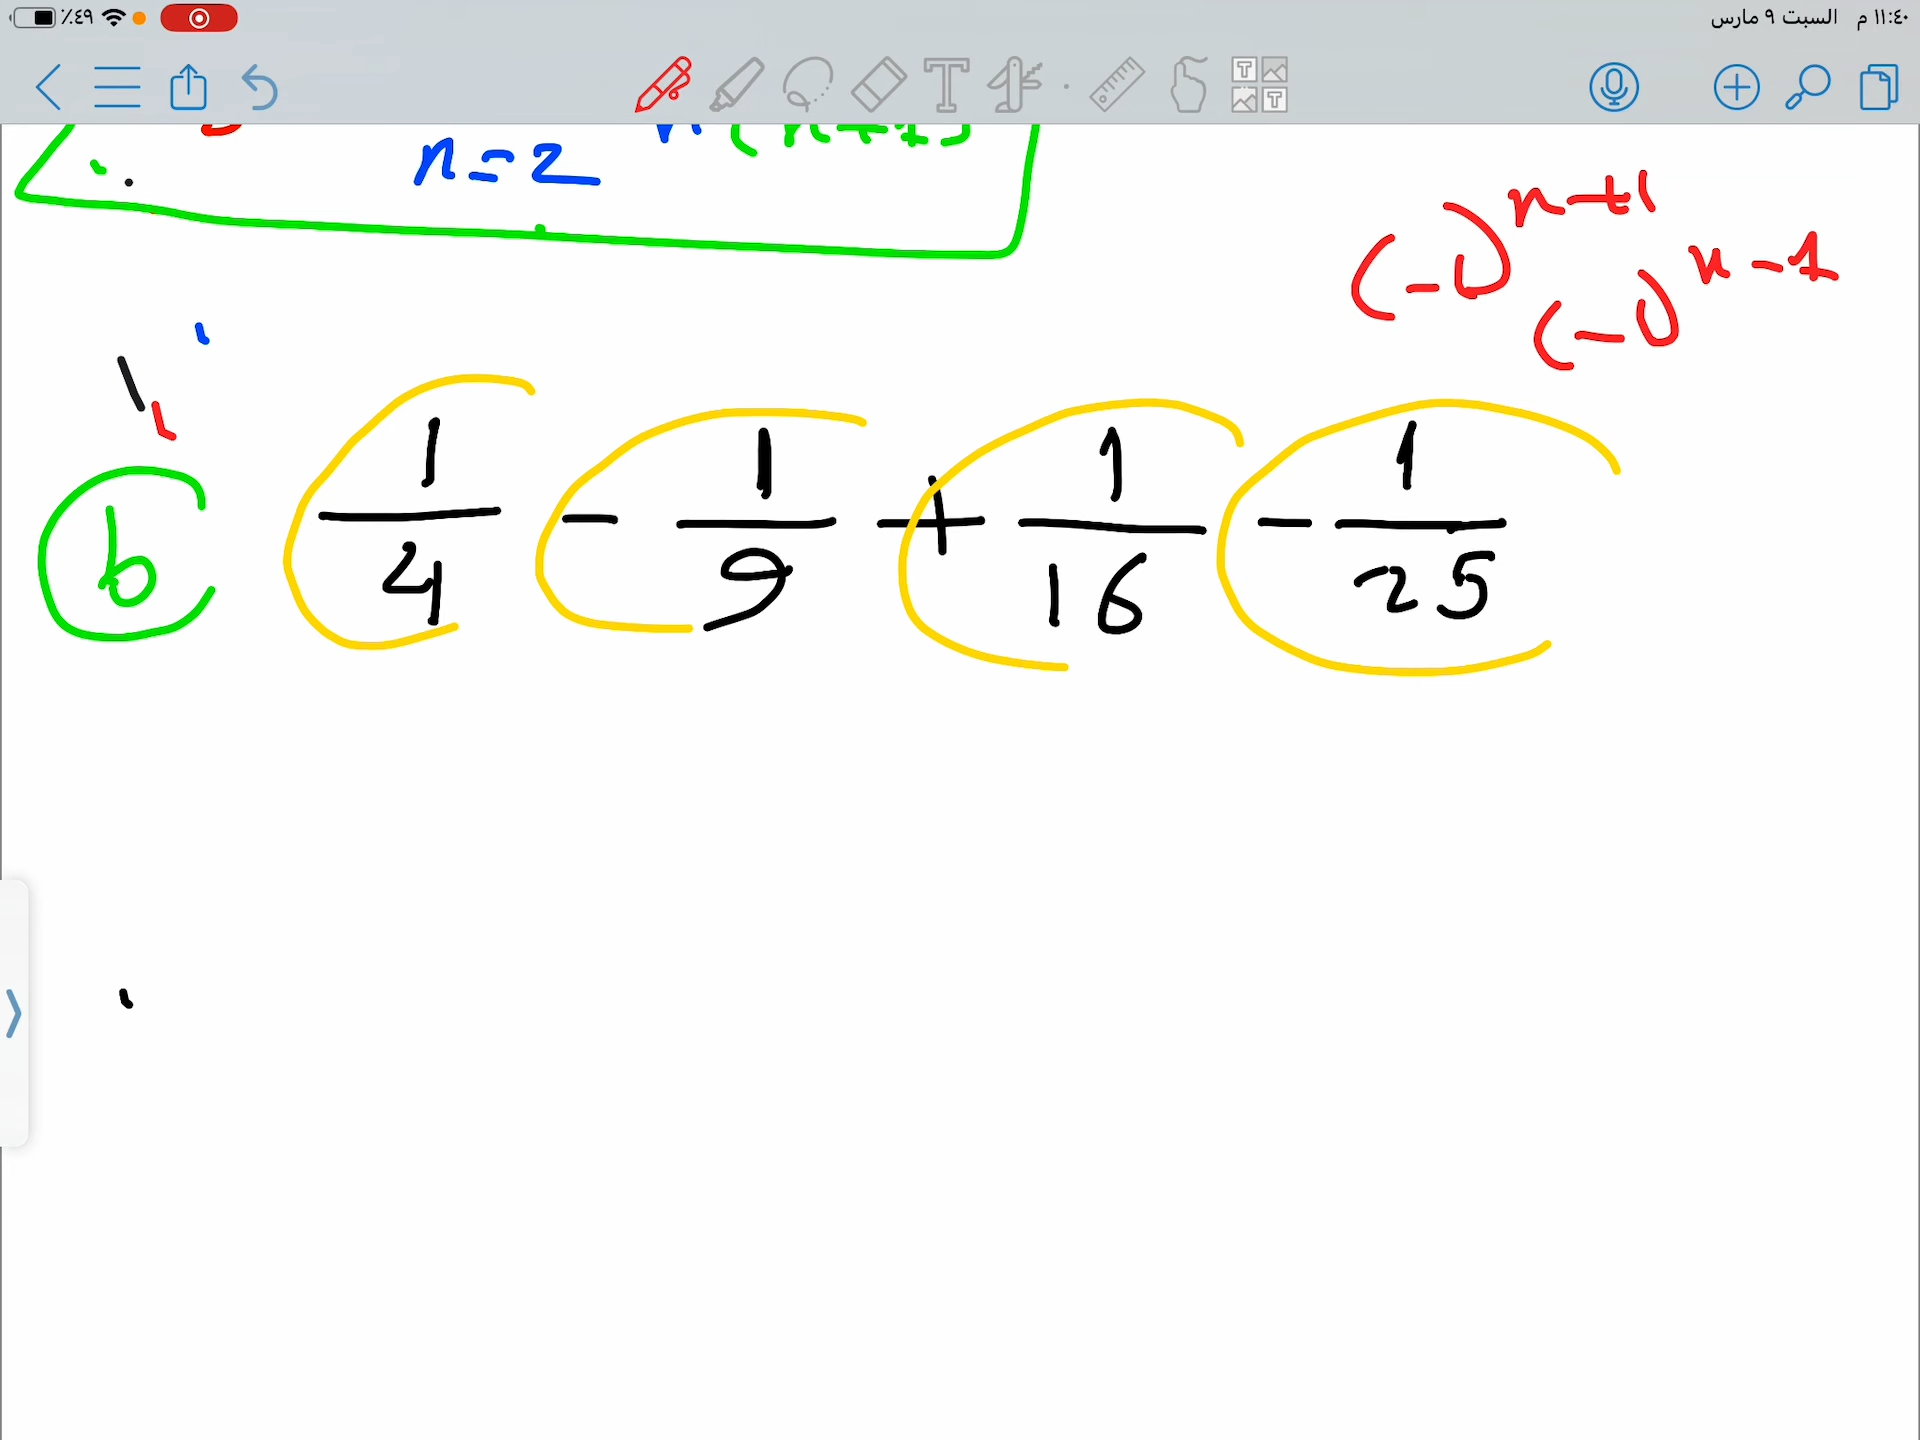 ٪٤٩ السبت ٩ مارس ١١:٤٠ م
n = 2 (n+1)
(-1)^{n+1}
(-1)^{n-1}
b 1/4 - 1/9 + 1/16 - 1/25